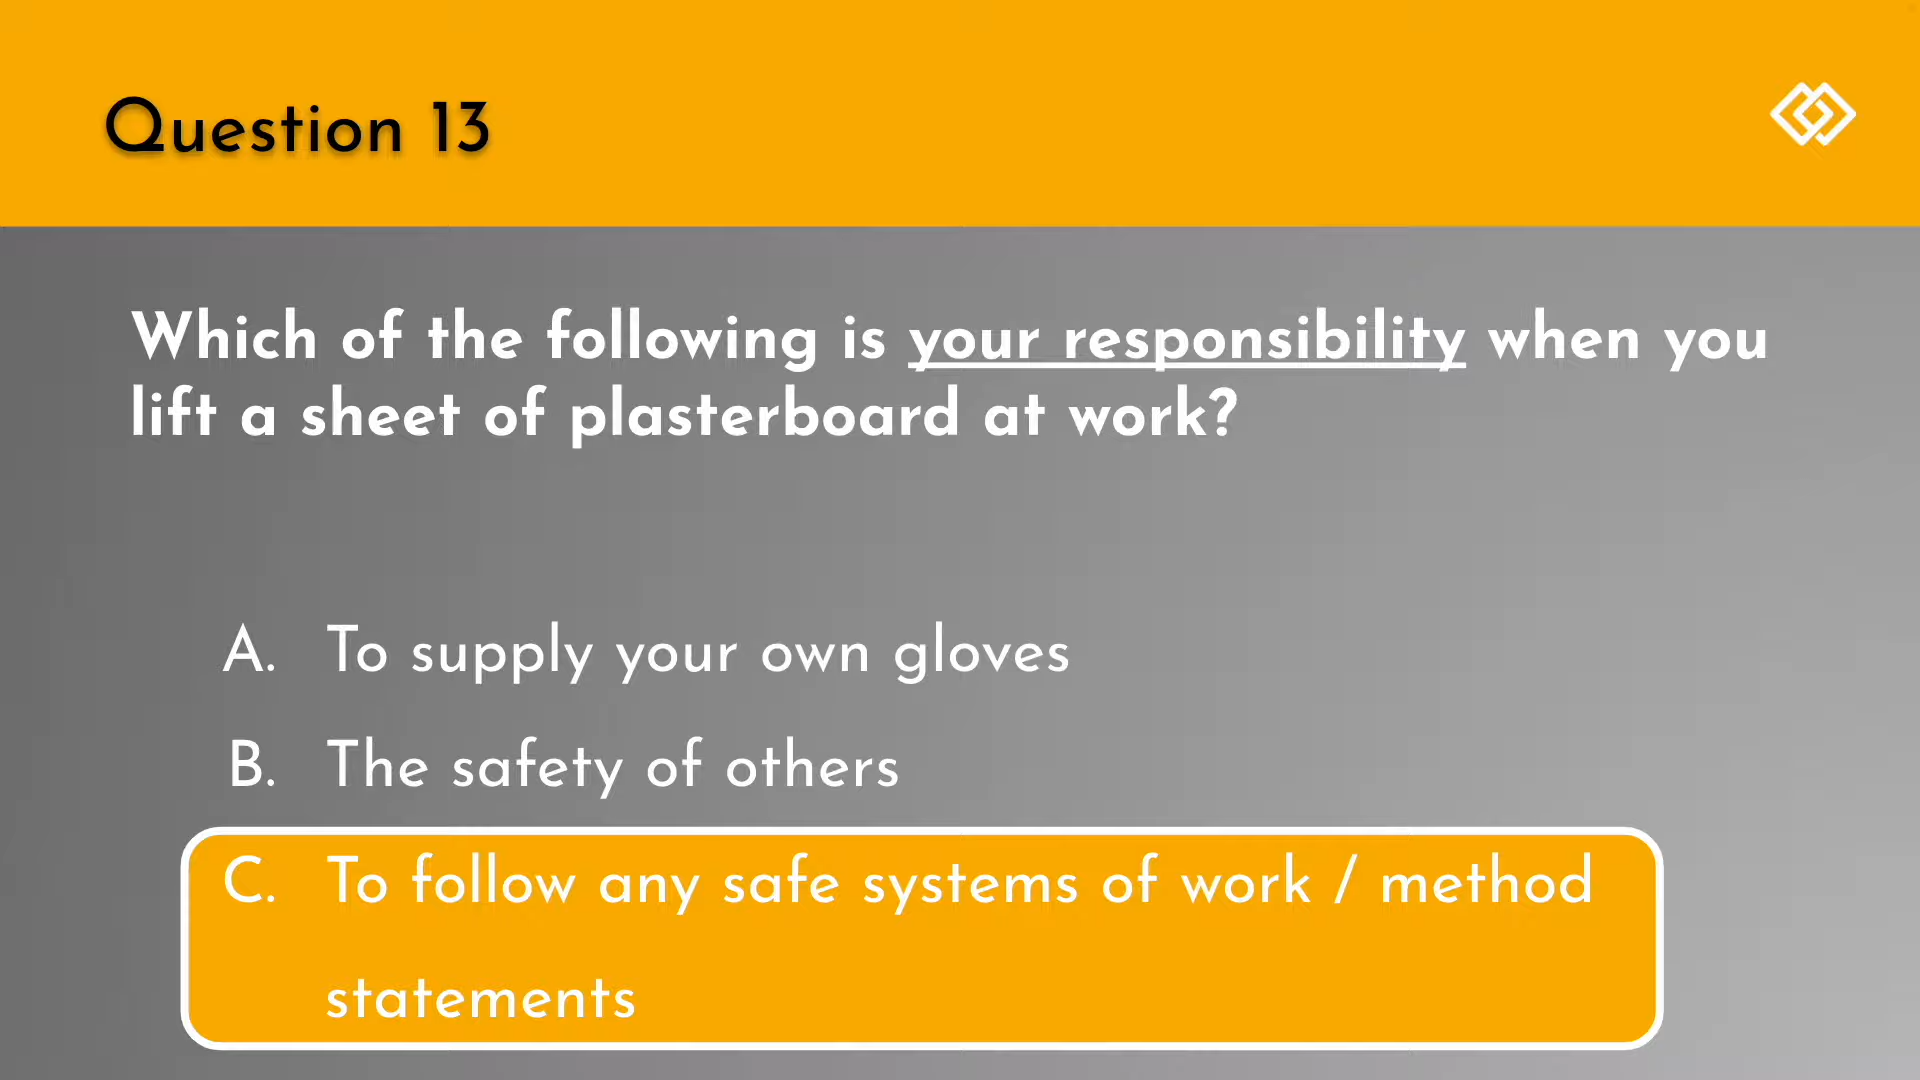 Question 13
Which of the following is your responsibility when you
lift a sheet of plasterboard at work?
A. To supply your own gloves
B. The safety of others
C. To follow any safe systems of work / method
statements